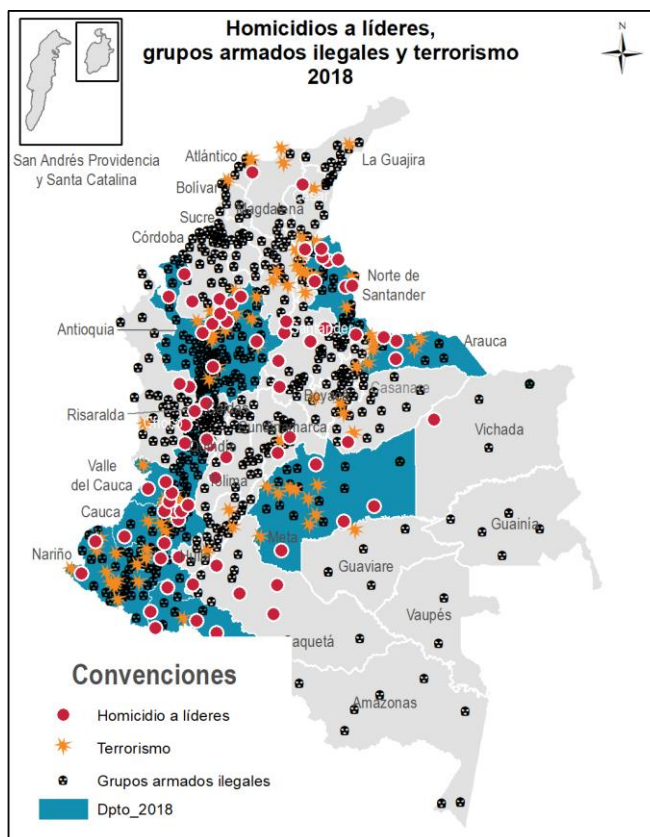 Homicidios a líderes,
grupos armados ilegales y terrorismo
2018
N
San Andrés Providencia
y Santa Catalina
Atlántico
La Guajira
Bolívar
Magdalena
Sucre
Córdoba
Norte de
Santander
Antioquia
Arauca
Casanare
Risaralda
Vichada
Valle
del Cauca
Tolima
Cauca
Guainía
Meta
Nariño
Huila
Guaviare
Vaupés
Caquetá
Amazonas
Convenciones
Homicidio a líderes
Terrorismo
Grupos armados ilegales
Dpto_2018